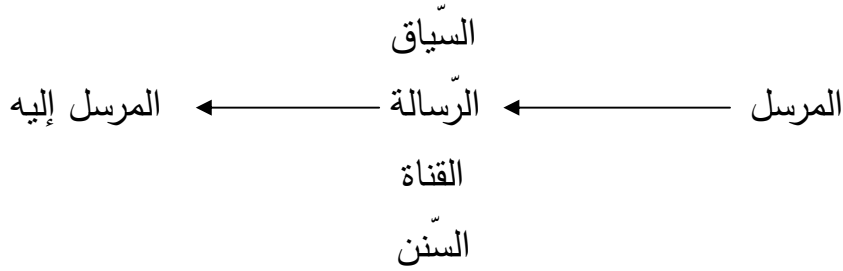 السّياق
المرسل الرّسالة المرسل إليه
القناة
السّنن